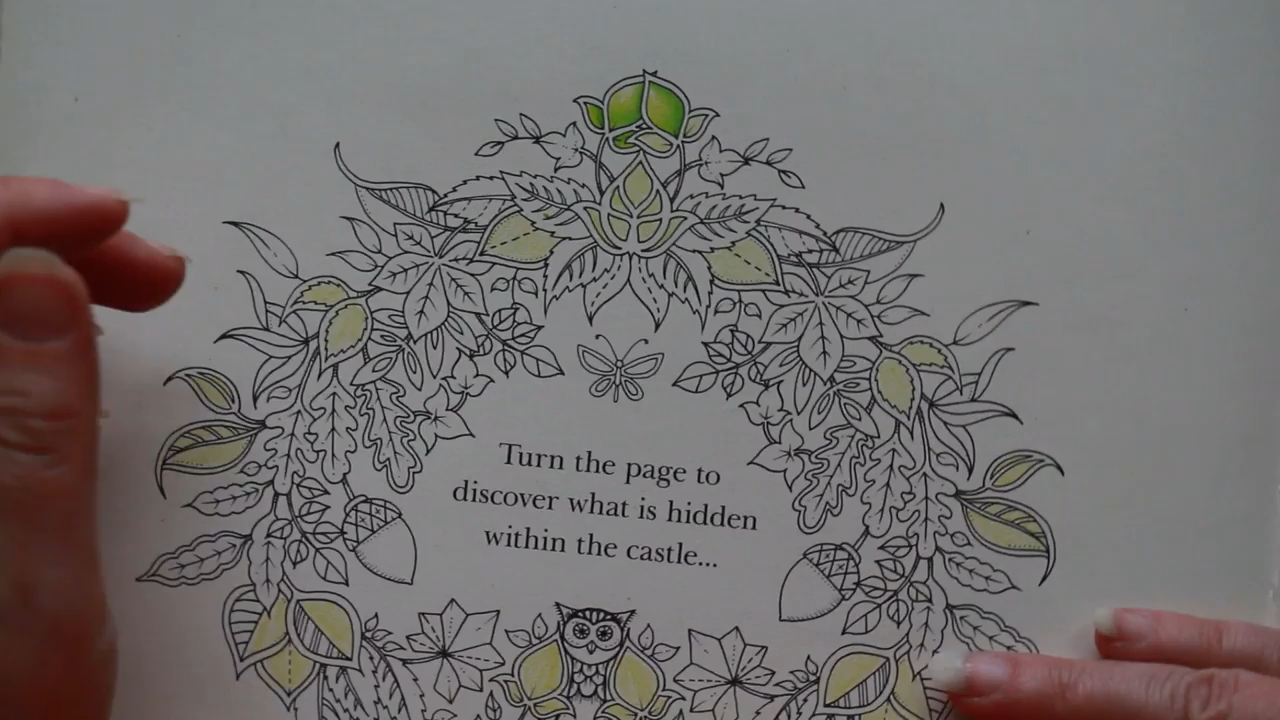 Turn the page to
discover what is hidden
within the castle...